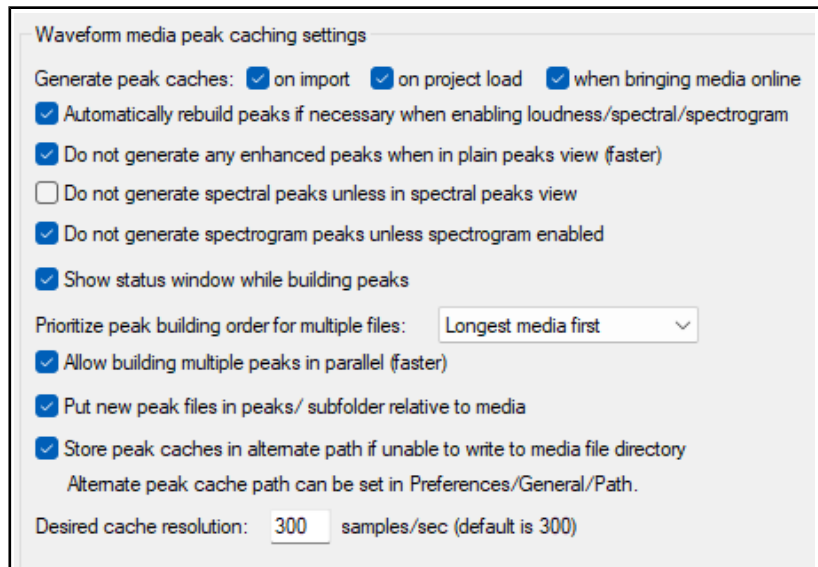 Waveform media peak caching settings
Generate peak caches: on import on project load when bringing media online
Automatically rebuild peaks if necessary when enabling loudness/spectral/spectrogram
Do not generate any enhanced peaks when in plain peaks view (faster)
Do not generate spectral peaks unless in spectral peaks view
Do not generate spectrogram peaks unless spectrogram enabled
Show status window while building peaks
Prioritize peak building order for multiple files: Longest media first
Allow building multiple peaks in parallel (faster)
Put new peak files in peaks/ subfolder relative to media
Store peak caches in alternate path if unable to write to media file directory
Alternate peak cache path can be set in Preferences/General/Path.
Desired cache resolution: 300 samples/sec (default is 300)